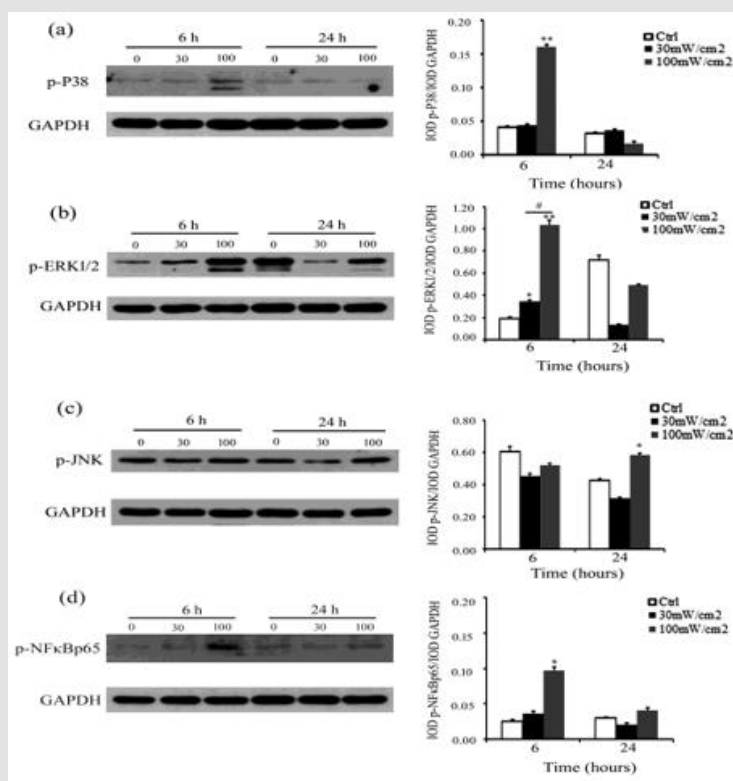 (a)
6 h
24 h
0 30 100 0 30 100
p-P38
GAPDH
IOD p-P38/IOD GAPDH
0.20
0.15
0.10
0.05
0.00
**
Ctrl
30mW/cm2
100mW/cm2
6 24
Time (hours)
(b)
6 h
24 h
0 30 100 0 30 100
p-ERK1/2
GAPDH
IOD p-ERK1/2/IOD GAPDH
1.20
1.00
0.80
0.60
0.40
0.20
0.00
#
**
*
Ctrl
30mW/cm2
100mW/cm2
6 24
Time (hours)
(c)
6 h
24 h
0 30 100 0 30 100
p-JNK
GAPDH
IOD p-JNK/IOD GAPDH
0.80
0.60
0.40
0.20
0.00
*
Ctrl
30mW/cm2
100mW/cm2
6 24
Time (hours)
(d)
6 h
24 h
0 30 100 0 30 100
p-NFκBp65
GAPDH
IOD p-NFκBp65/IOD GAPDH
0.20
0.15
0.10
0.05
0.00
*
Ctrl
30mW/cm2
100mW/cm2
6 24
Time (hours)